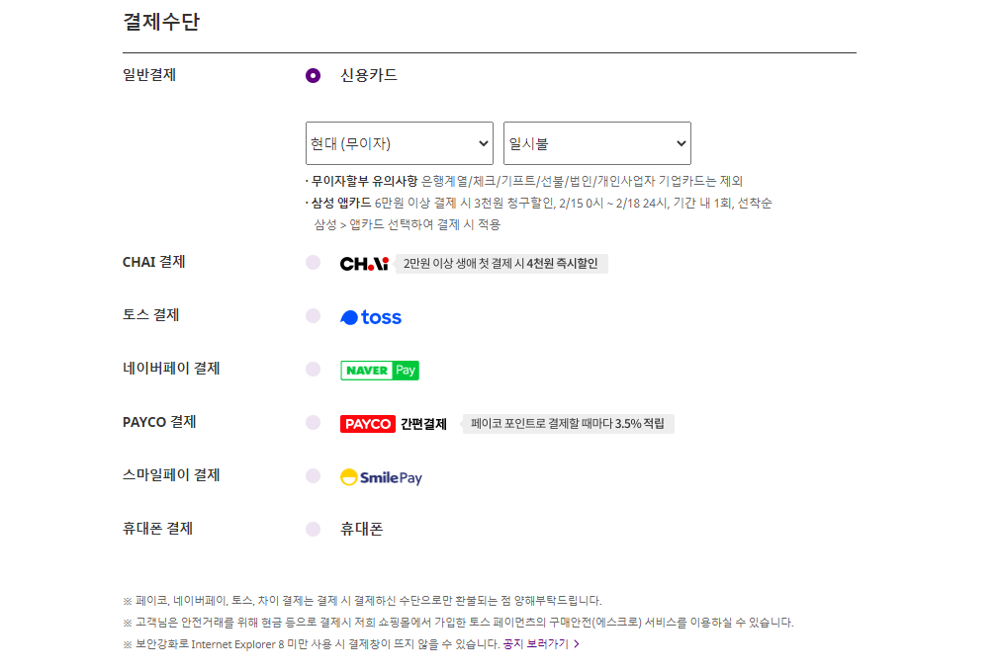 결제수단
일반결제 신용카드
현대 (무이자) 일시불
· 무이자할부 유의사항 은행계열/체크/기프트/선불/법인/개인사업자 기업카드는 제외
· 삼성 앱카드 6만원 이상 결제 시 3천원 청구할인, 2/15 0시 ~ 2/18 24시, 기간 내 1회, 선착순
삼성 > 앱카드 선택하여 결제 시 적용
CHAI 결제 CHAi 2만원 이상 생애 첫 결제 시 4천원 즉시할인
토스 결제 toss
네이버페이 결제 NAVER Pay
PAYCO 결제 PAYCO 간편결제 페이코 포인트로 결제할 때마다 3.5% 적립
스마일페이 결제 SmilePay
휴대폰 결제 휴대폰
※ 페이코, 네이버페이, 토스, 차이 결제는 결제 시 결제하신 수단으로만 환불되는 점 양해부탁드립니다.
※ 고객님은 안전거래를 위해 현금 등으로 결제시 저희 쇼핑몰에서 가입한 토스 페이먼츠의 구매안전(에스크로) 서비스를 이용하실 수 있습니다.
※ 보안강화로 Internet Explorer 8 미만 사용 시 결제창이 뜨지 않을 수 있습니다. 공지 보러가기 >